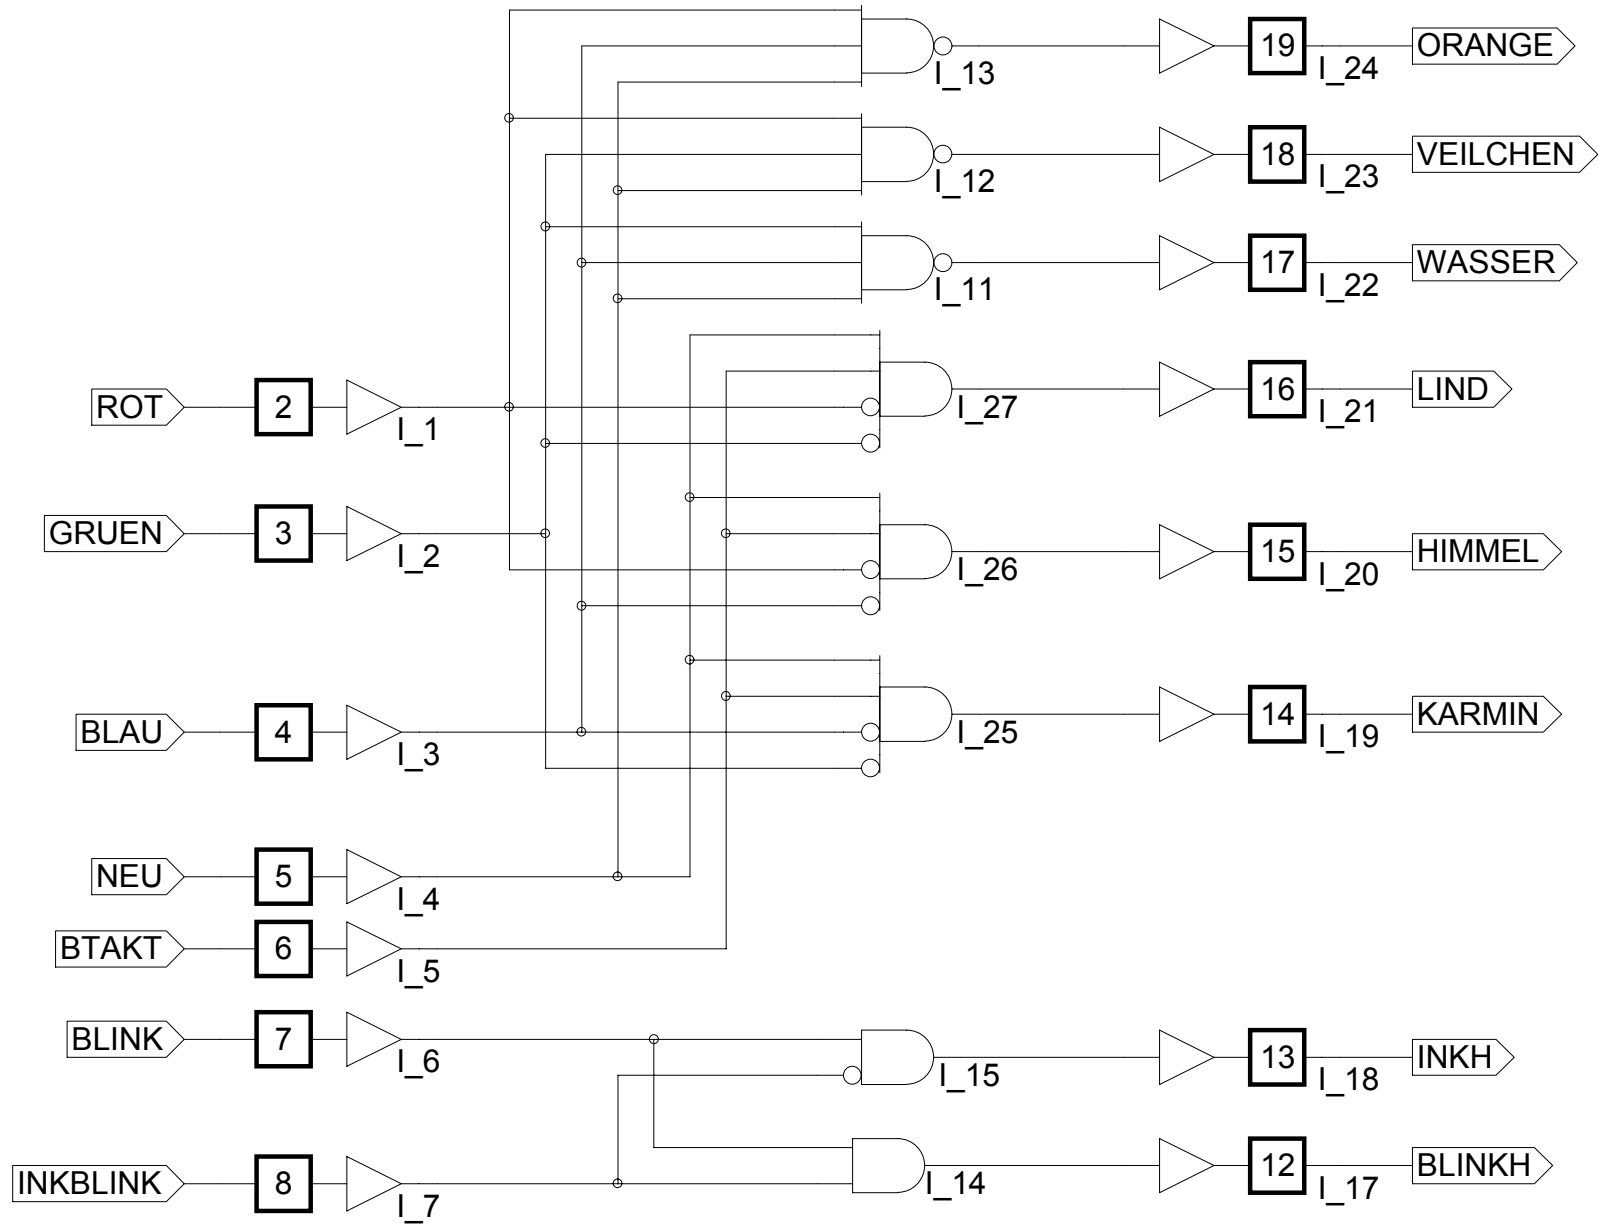 19 ORANGE
I_13 I_24
18 VEILCHEN
I_12 I_23
17 WASSER
I_11 I_22
16 LIND
ROT 2 I_27 I_21
I_1
GRUEN 3 15 HIMMEL
I_2 I_26 I_20
BLAU 4 14 KARMIN
I_3 I_25 I_19
NEU 5
I_4
BTAKT 6
I_5
BLINK 7 13 INKH
I_6 I_15 I_18
INKBLINK 8 12 BLINKH
I_7 I_14 I_17